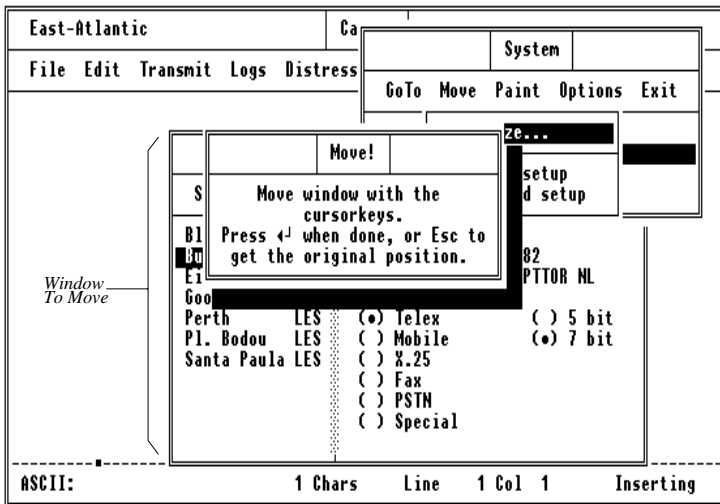 East-Atlantic
Ca
System
File Edit Transmit Logs Distress
GoTo Move Paint Options Exit
ze...
Move!
setup
S
Move window with the
d setup
cursorkeys.
Bl
Press ↵ when done, or Esc to
Bu
get the original position.
82
Ei
PTTOR NL
Window
To Move
Goo
Perth LES (•) Telex ( ) 5 bit
Pl. Bodou LES ( ) Mobile (•) 7 bit
Santa Paula LES ( ) X.25
( ) Fax
( ) PSTN
( ) Special
ASCII: 1 Chars Line 1 Col 1 Inserting